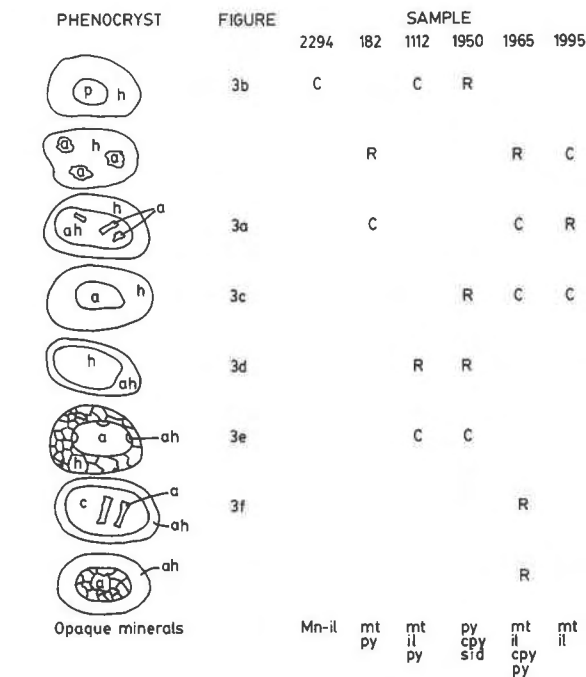 PHENOCRYST FIGURE SAMPLE
2294 182 1112 1950 1965 1995
p h 3b C C R
a h a a R R C
h a ah 3a C C R
a h 3c R C C
h ah 3d R R
a ah h 3e C C
c a ah 3f R
a ah R
Opaque minerals Mn-il mt mt py mt mt
py il cpy il il
py sid cpy
py